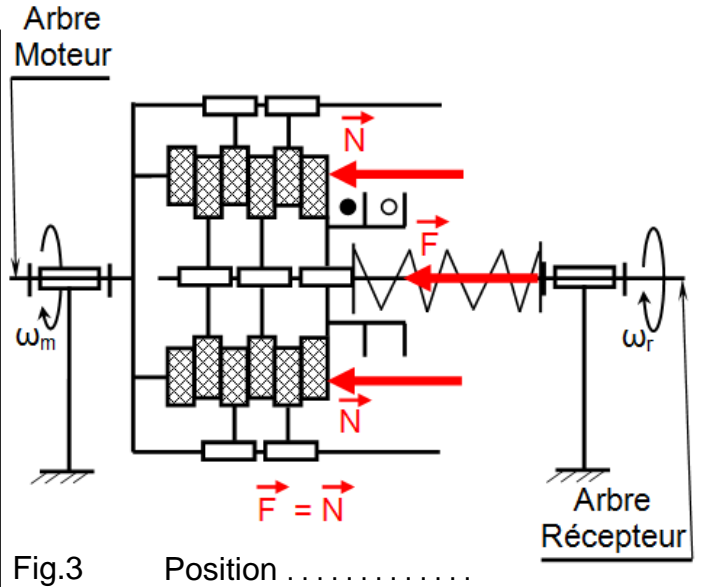 Arbre
Moteur
N
F
ωm
ωr
N
F = N
Arbre
Récepteur
Fig.3 Position . . . . . . . . . . . . .